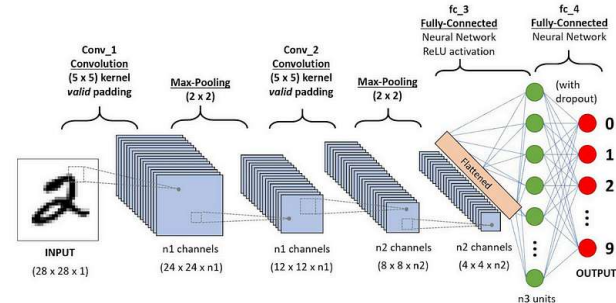 Conv_1
Convolution
(5 x 5) kernel
valid padding
Max-Pooling
(2 x 2)
Conv_2
Convolution
(5 x 5) kernel
valid padding
Max-Pooling
(2 x 2)
fc_3
Fully-Connected
Neural Network
ReLU activation
fc_4
Fully-Connected
Neural Network
(with
dropout)
Flattened
0
1
2
9
INPUT
(28 x 28 x 1)
n1 channels
(24 x 24 x n1)
n1 channels
(12 x 12 x n1)
n2 channels
(8 x 8 x n2)
n2 channels
(4 x 4 x n2)
n3 units
OUTPUT
2